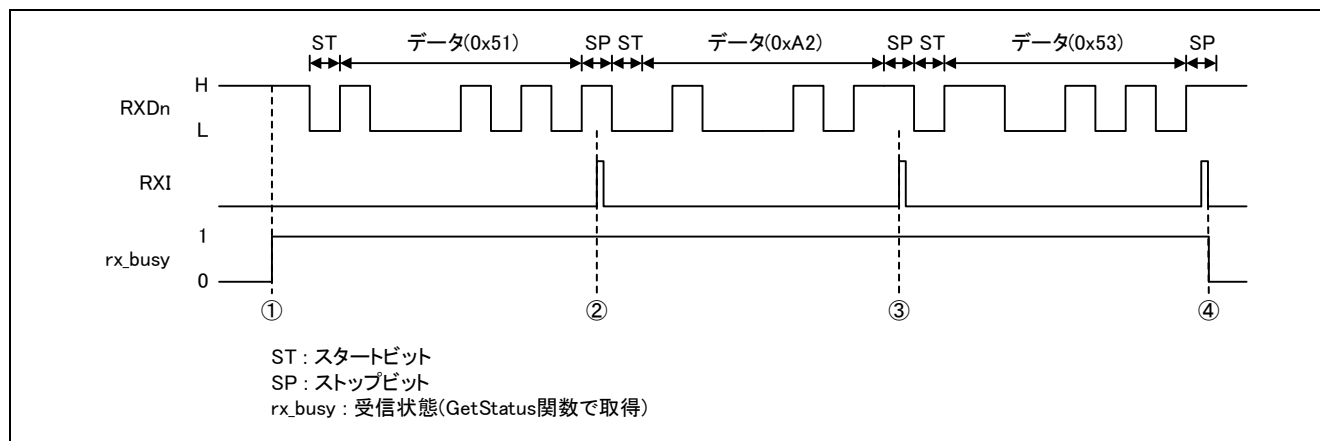 ST データ(0x51) SP ST データ(0xA2) SP ST データ(0x53) SP
H
RXDn
L
RXI
1
rx_busy
0
① ② ③ ④
ST : スタートビット
SP : ストップビット
rx_busy : 受信状態(GetStatus関数で取得)